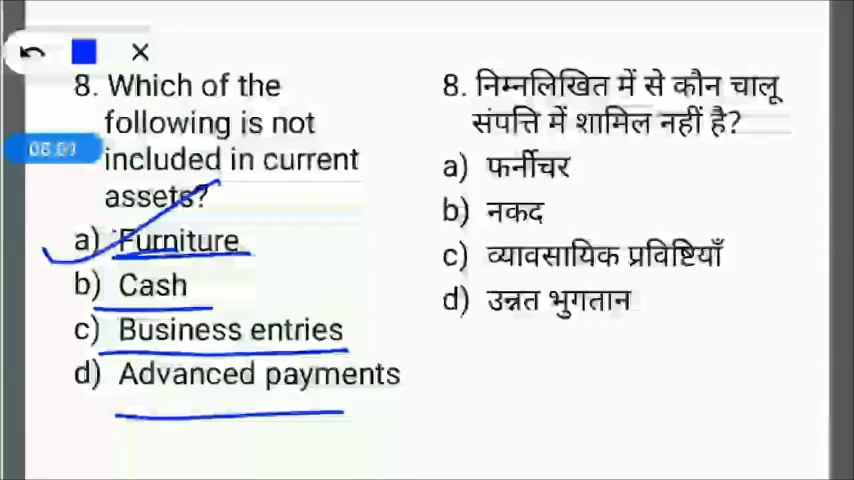 8. Which of the
following is not
included in current
assets?
a) Furniture
b) Cash
c) Business entries
d) Advanced payments
8. निम्नलिखित में से कौन चालू
संपत्ति में शामिल नहीं है?
a) फर्नीचर
b) नकद
c) व्यावसायिक प्रविष्टियाँ
d) उन्नत भुगतान